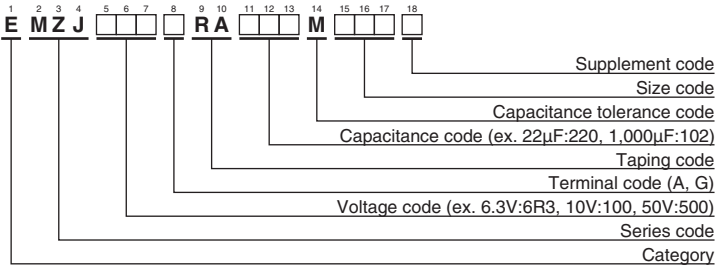 1 2 3 4 5 6 7 8 9 10 11 12 13 14 15 16 17 18
E MZJ □□□ □ RA □□□ M □□□ □
Supplement code
Size code
Capacitance tolerance code
Capacitance code (ex. 22µF:220, 1,000µF:102)
Taping code
Terminal code (A, G)
Voltage code (ex. 6.3V:6R3, 10V:100, 50V:500)
Series code
Category